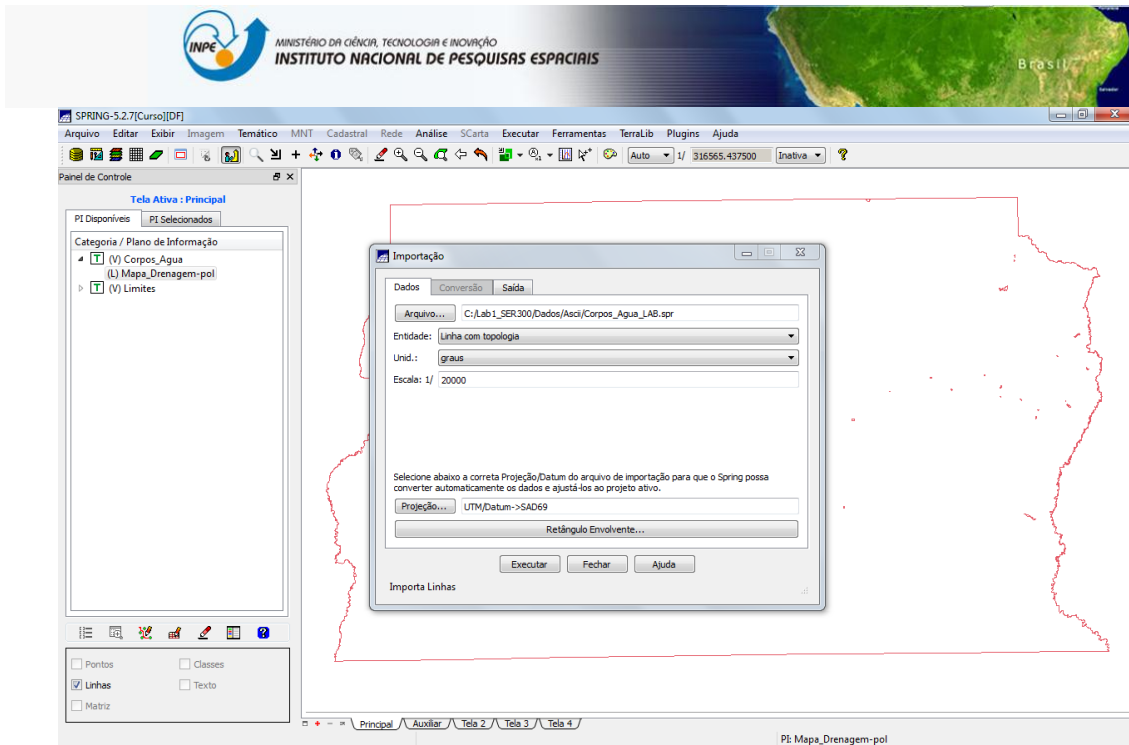 INPE
MINISTÉRIO DA CIÊNCIA, TECNOLOGIA E INOVAÇÃO
INSTITUTO NACIONAL DE PESQUISAS ESPACIAIS
Brasil
SPRING-5.2.7[Curso][DF]
Arquivo Editar Exibir Imagem Temático MNT Cadastral Rede Análise SCarta Executar Ferramentas TerraLib Plugins Ajuda
Auto 1/ 316565.437500 Inativa
Painel de Controle
Tela Ativa : Principal
PI Disponíveis PI Selecionados
Categoria / Plano de Informação
T (V) Corpos_Agua
(L) Mapa_Drenagem-pol
T (V) Limites
Importação
Dados Conversão Saída
Arquivo... C:/Lab1_SER300/Dados/Ascii/Corpos_Agua_LAB.spr
Entidade: Linha com topologia
Unid.: graus
Escala: 1/ 20000
Selecione abaixo a correta Projeção/Datum do arquivo de importação para que o Spring possa
converter automaticamente os dados e ajustá-los ao projeto ativo.
Projeção... UTM/Datum->SAD69
Retângulo Envolvente...
Executar Fechar Ajuda
Importa Linhas
Pontos Classes
Linhas Texto
Matriz
Principal Auxiliar Tela 2 Tela 3 Tela 4
PI: Mapa_Drenagem-pol